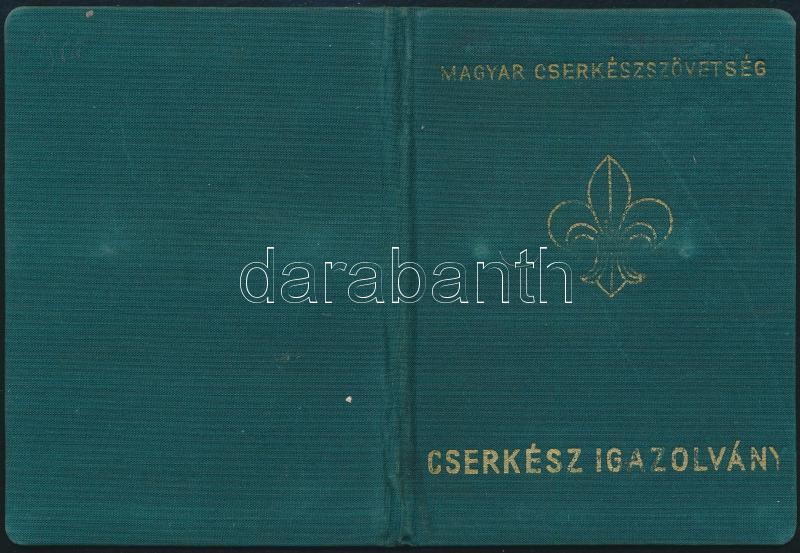 MAGYAR CSERKÉSZSZÖVETSÉG
darabanth
CSERKÉSZ IGAZOLVÁNY